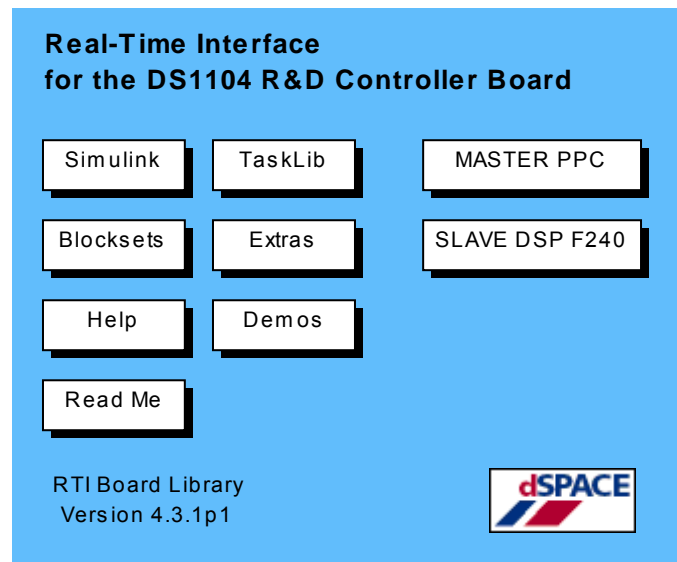 Real-Time Interface
for the DS1104 R&D Controller Board
Simulink TaskLib MASTER PPC
Blocksets Extras SLAVE DSP F240
Help Demos
Read Me
RTI Board Library
Version 4.3.1p1
dSPACE